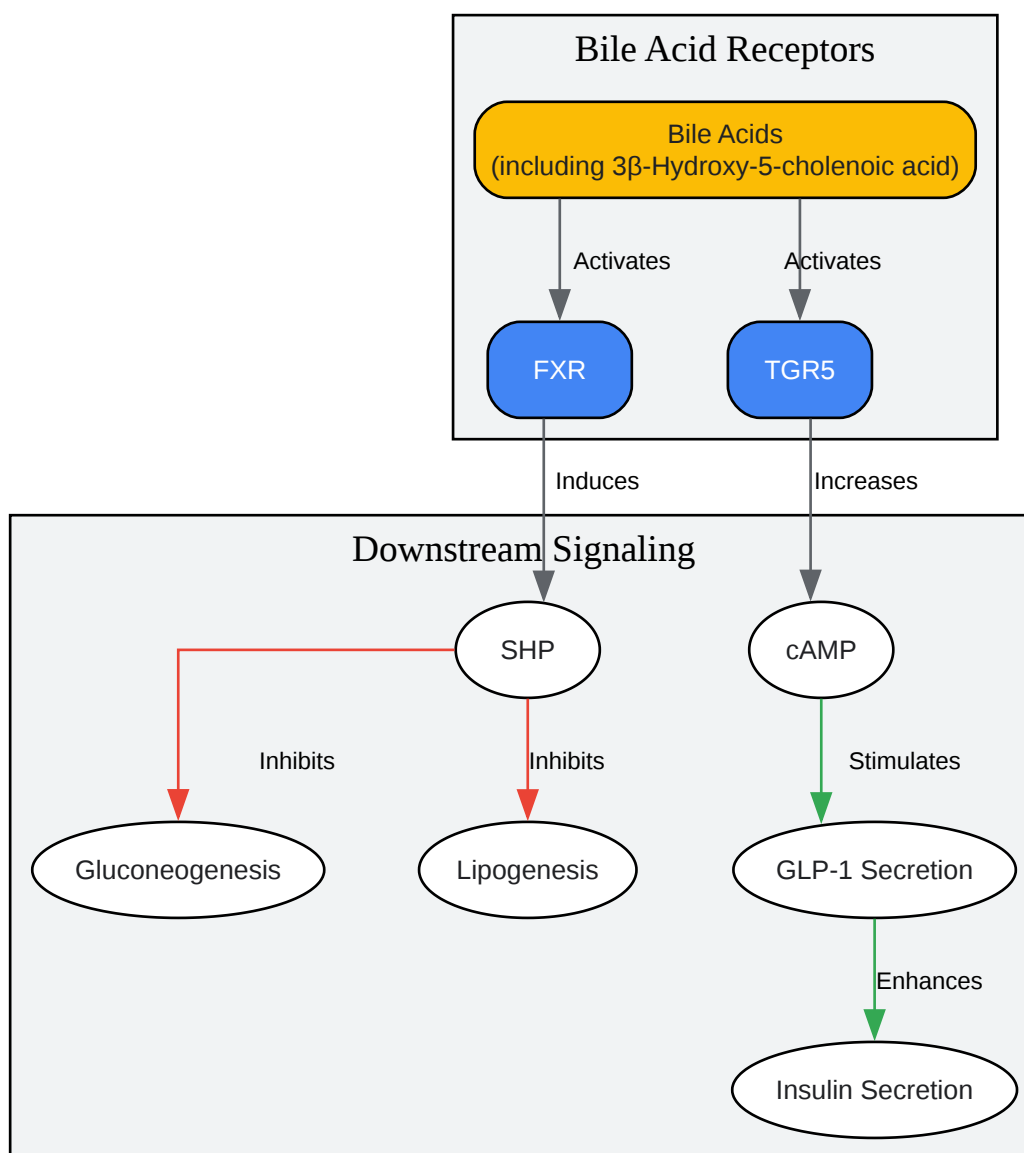 Bile Acid Receptors
Bile Acids
(including 3β-Hydroxy-5-cholenoic acid)
Activates
Activates
FXR
TGR5
Induces
Increases
Downstream Signaling
SHP
cAMP
Inhibits
Inhibits
Stimulates
Gluconeogenesis
Lipogenesis
GLP-1 Secretion
Enhances
Insulin Secretion